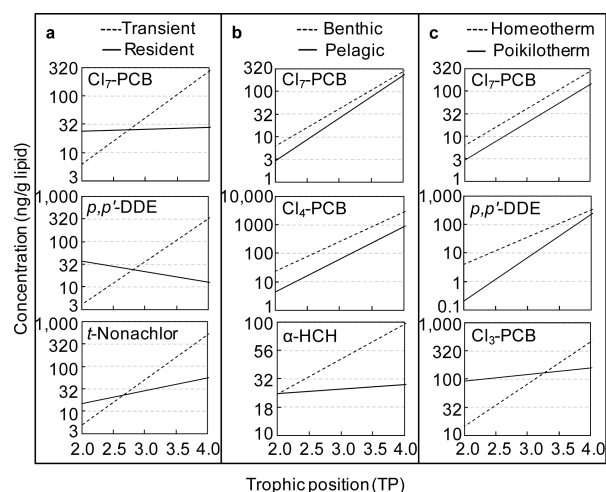 a
Transient
Resident
b
Benthic
Pelagic
c
Homeotherm
Poikilotherm
Concentration (ng/g lipid)
Cl7-PCB
320
100
32
10
3
p,p′-DDE
1,000
320
100
32
10
3
t-Nonachlor
1,000
320
100
32
10
3
2.0 2.5 3.0 3.5 4.0
Cl7-PCB
320
100
32
10
3
1
Cl4-PCB
10,000
1000
100
10
1
α-HCH
100
56
32
18
10
2.0 2.5 3.0 3.5 4.0
Cl7-PCB
320
100
32
10
3
1
p,p′-DDE
1,000
100
10
1
0.1
Cl3-PCB
1,000
320
100
32
10
2.0 2.5 3.0 3.5 4.0
Trophic position (TP)